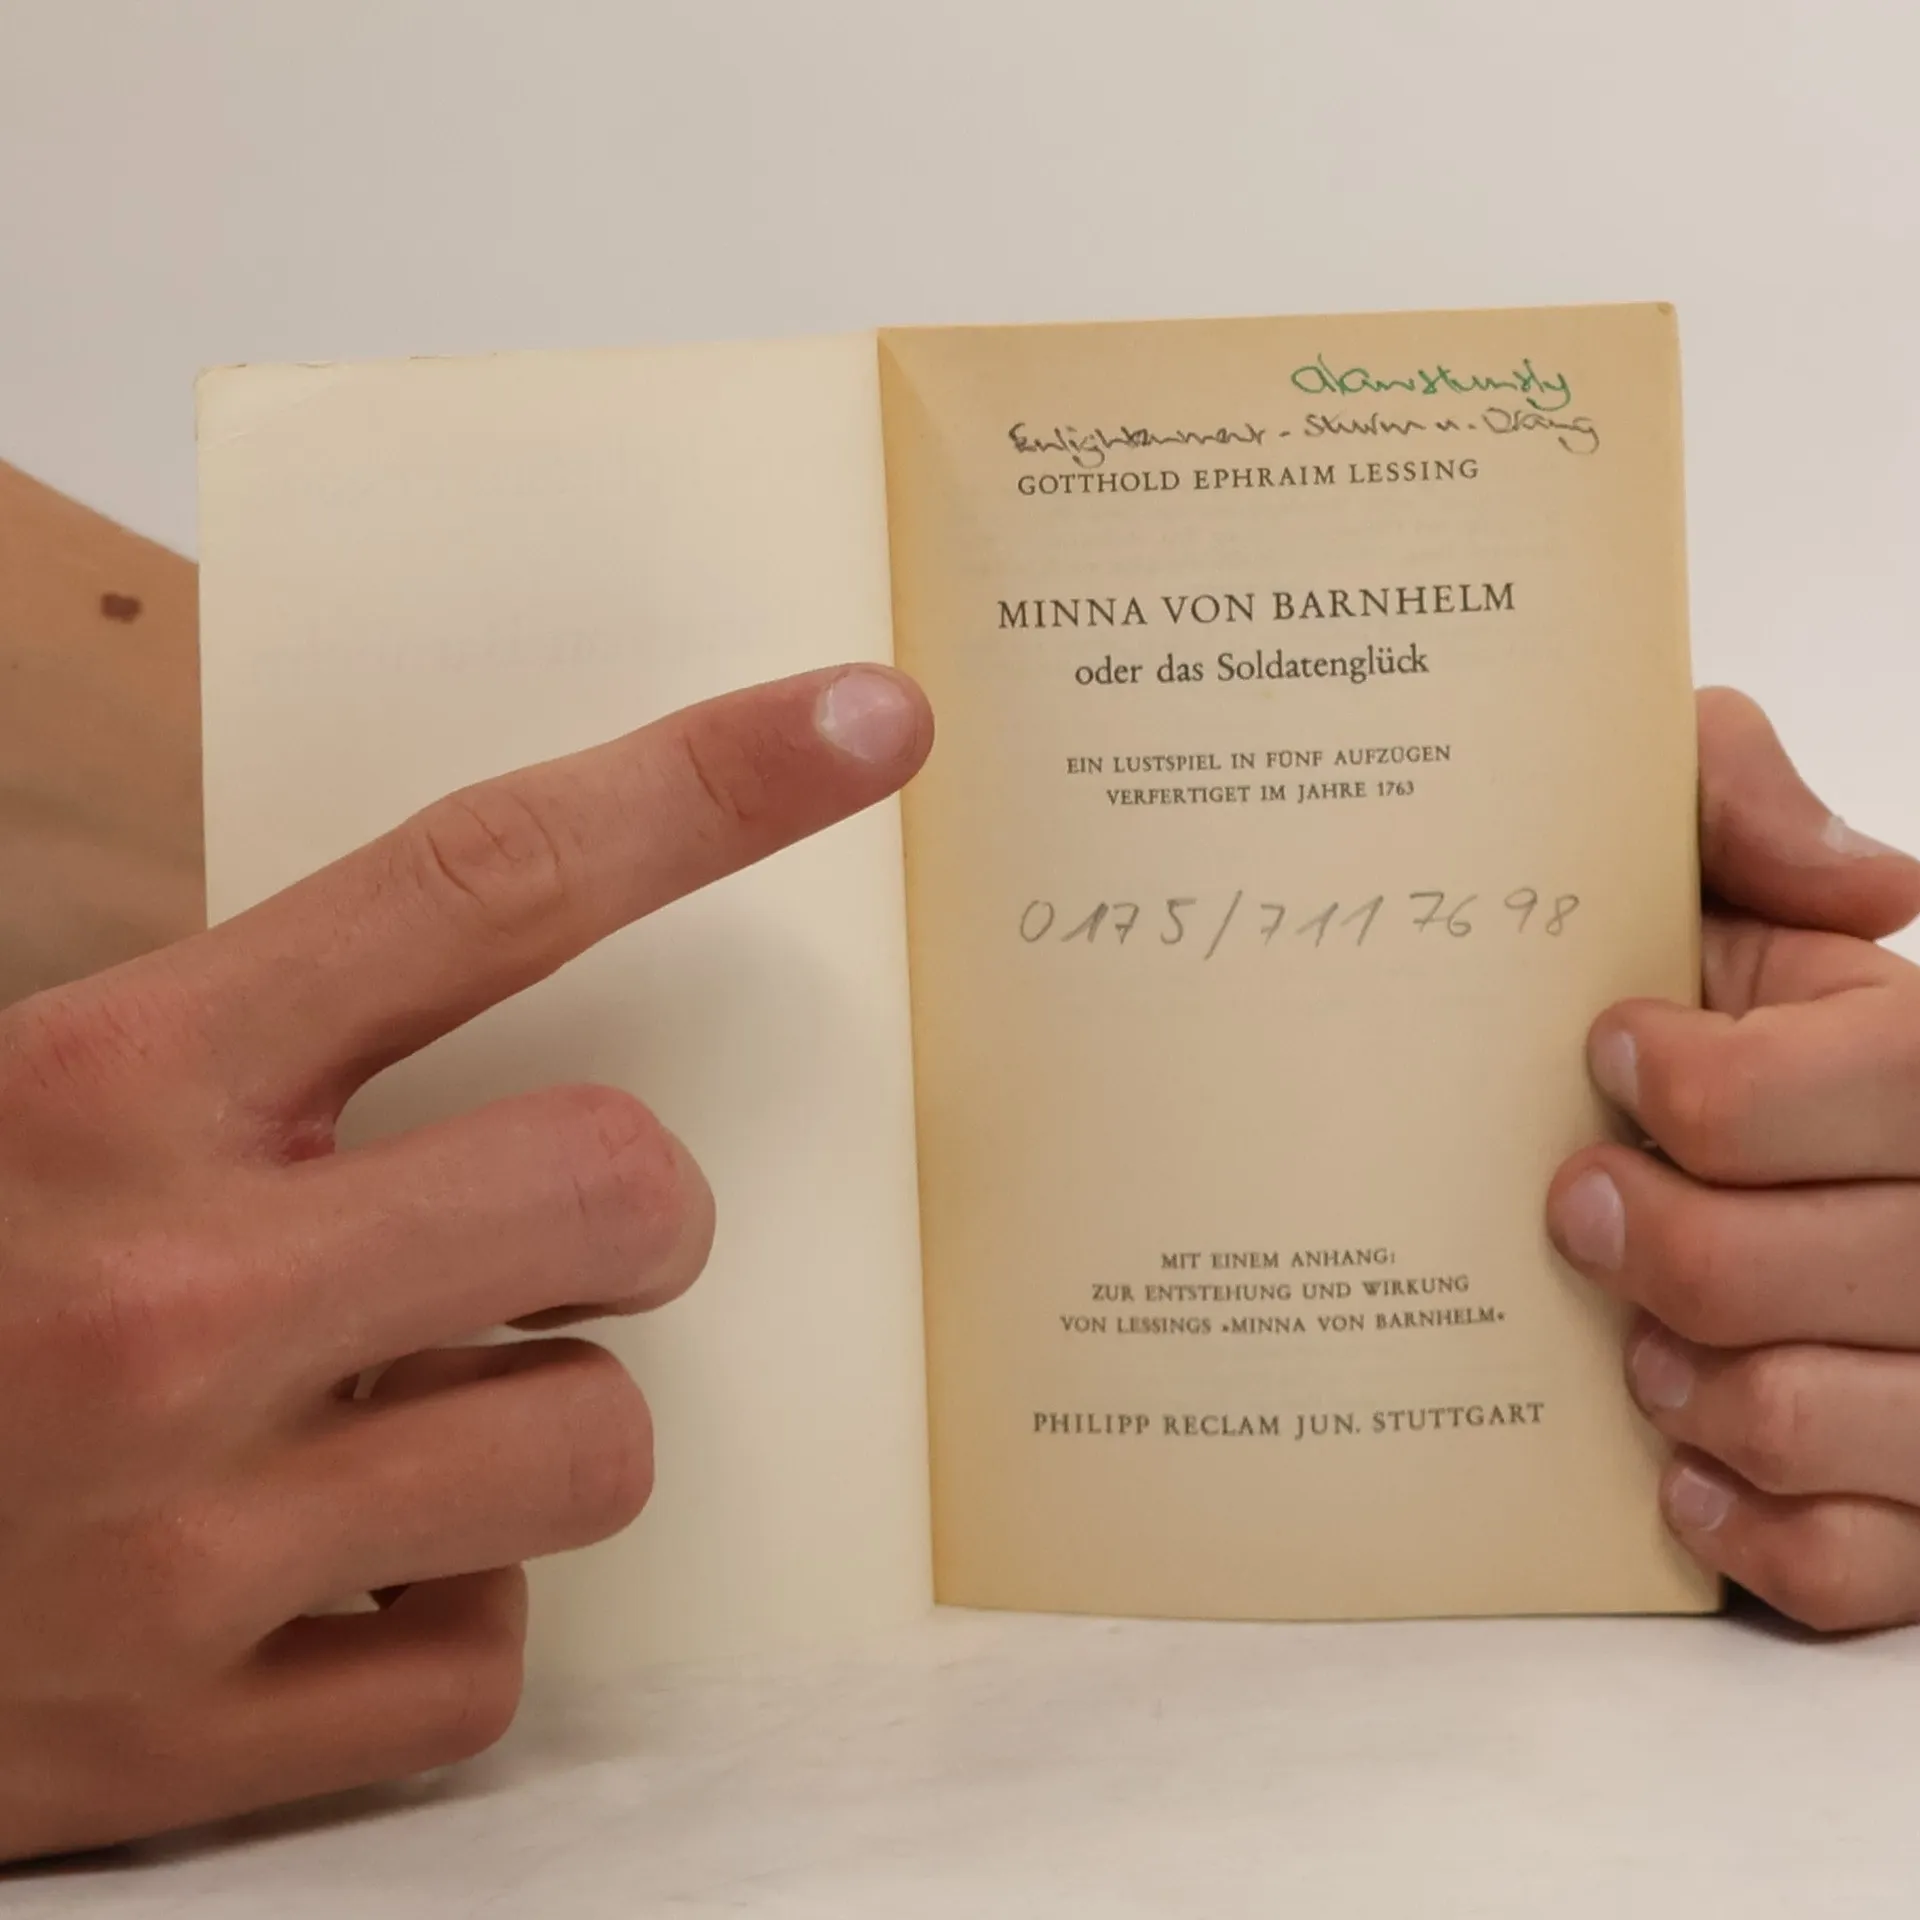 Enlightenment - Sturm u. Drang
GOTTHOLD EPHRAIM LESSING
MINNA VON BARNHELM
oder das Soldatenglück
EIN LUSTSPIEL IN FÜNF AUFZÜGEN
VERFERTIGET IM JAHRE 1763
0175/7117698
MIT EINEM ANHANG:
ZUR ENTSTEHUNG UND WIRKUNG
VON LESSINGS »MINNA VON BARNHELM«
PHILIPP RECLAM JUN. STUTTGART